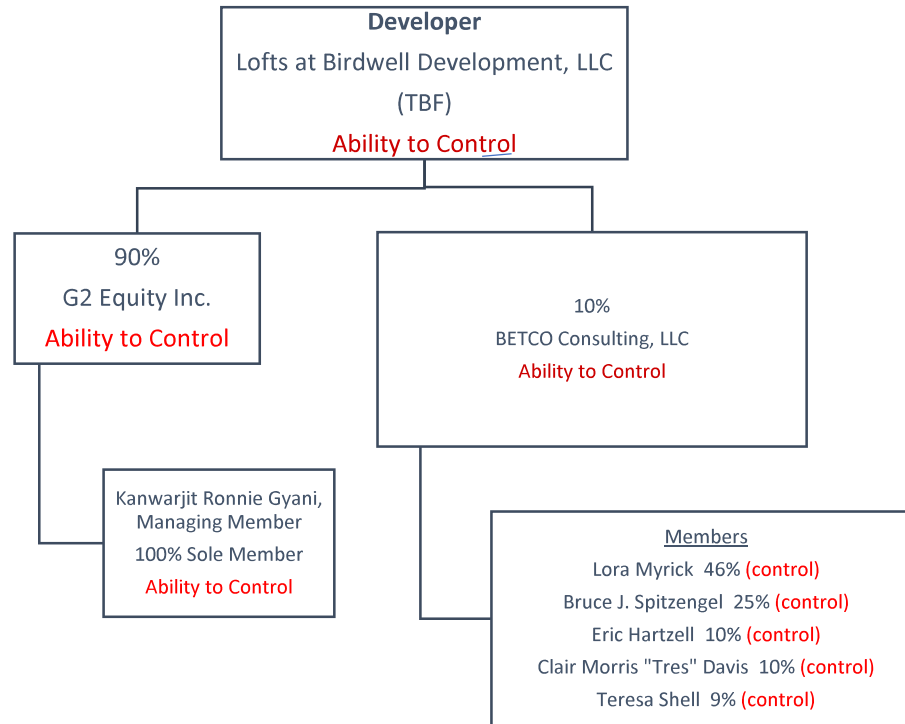 Developer
Lofts at Birdwell Development, LLC
(TBF)
Ability to Control
90%
G2 Equity Inc.
Ability to Control
10%
BETCO Consulting, LLC
Ability to Control
Kanwarjit Ronnie Gyani,
Managing Member
100% Sole Member
Ability to Control
Members
Lora Myrick 46% (control)
Bruce J. Spitzengel 25% (control)
Eric Hartzell 10% (control)
Clair Morris "Tres" Davis 10% (control)
Teresa Shell 9% (control)